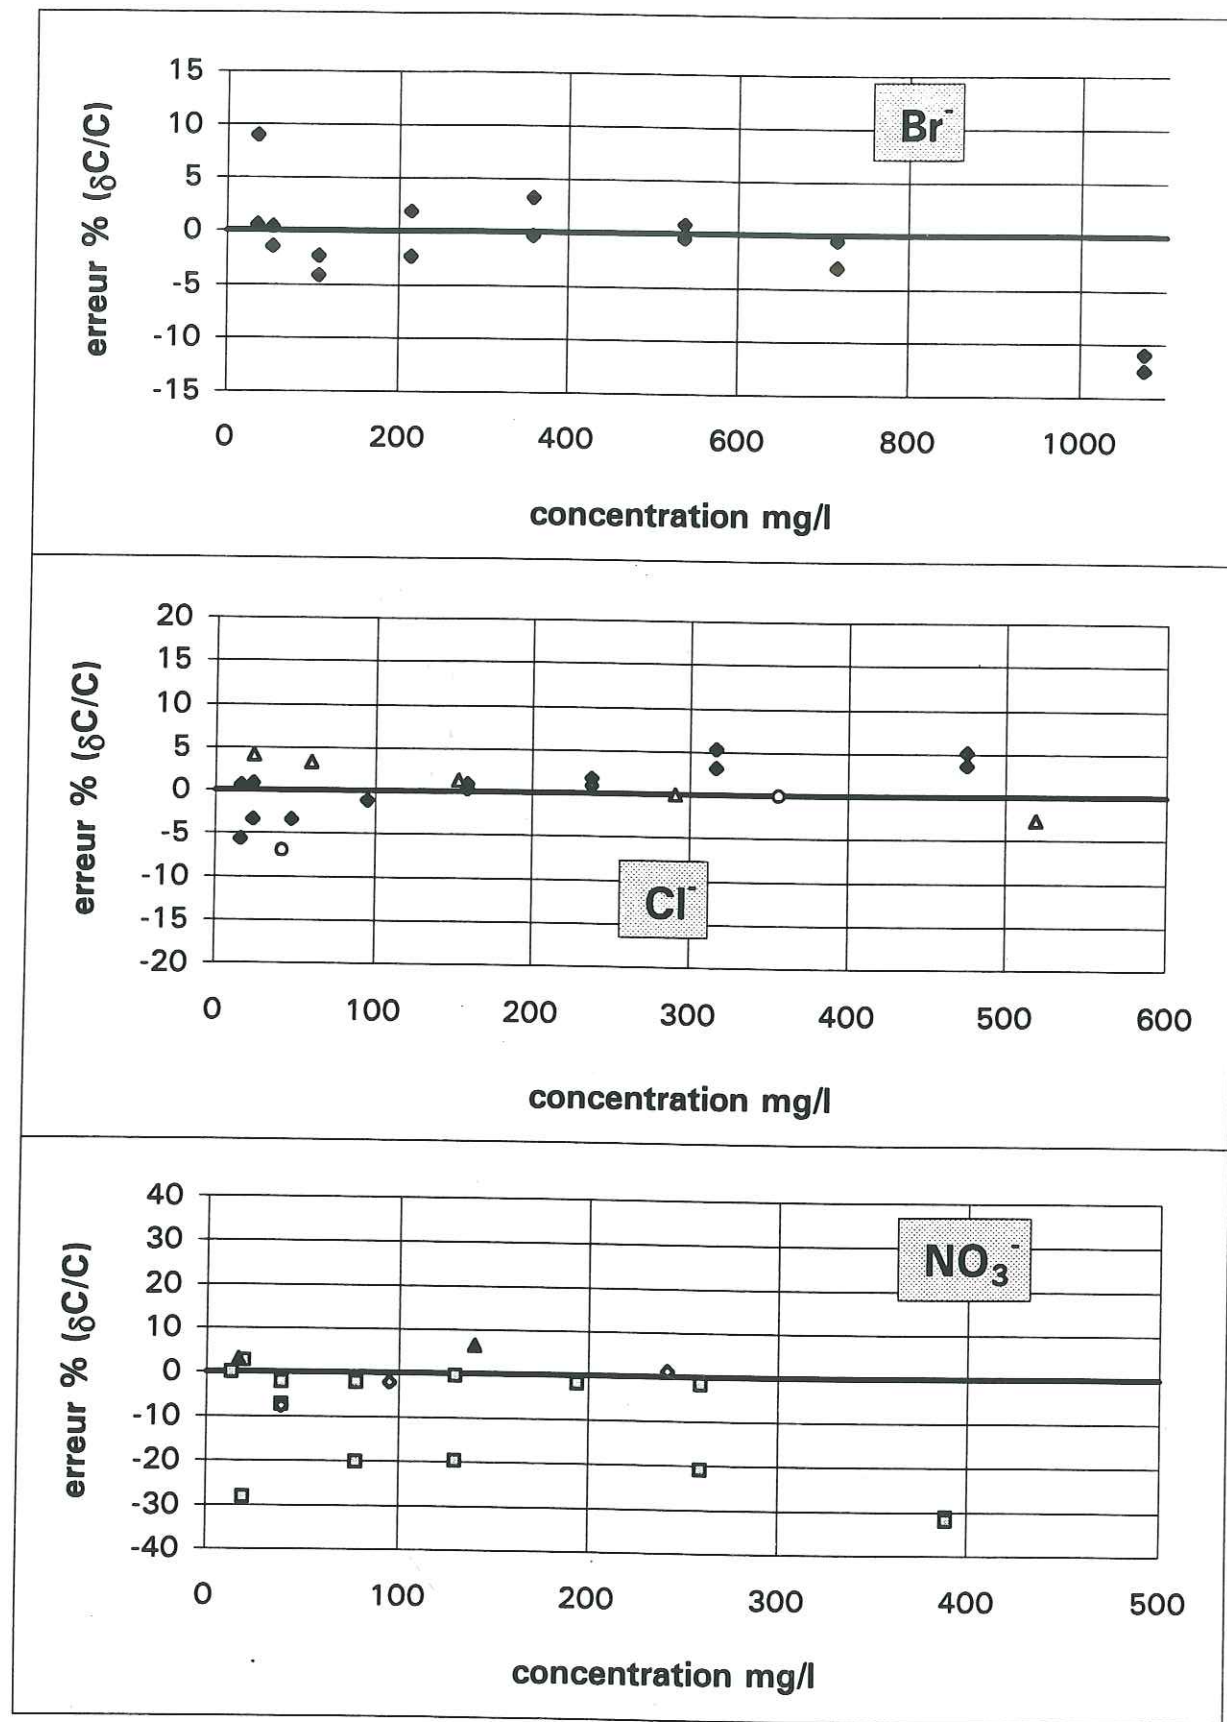 15
10
5
0
-5
-10
-15
erreur % (δC/C)
Br-
0 200 400 600 800 1000
concentration mg/l
20
15
10
5
0
-5
-10
-15
-20
erreur % (δC/C)
Cl-
0 100 200 300 400 500 600
concentration mg/l
40
30
20
10
0
-10
-20
-30
-40
erreur % (δC/C)
NO3-
0 100 200 300 400 500
concentration mg/l